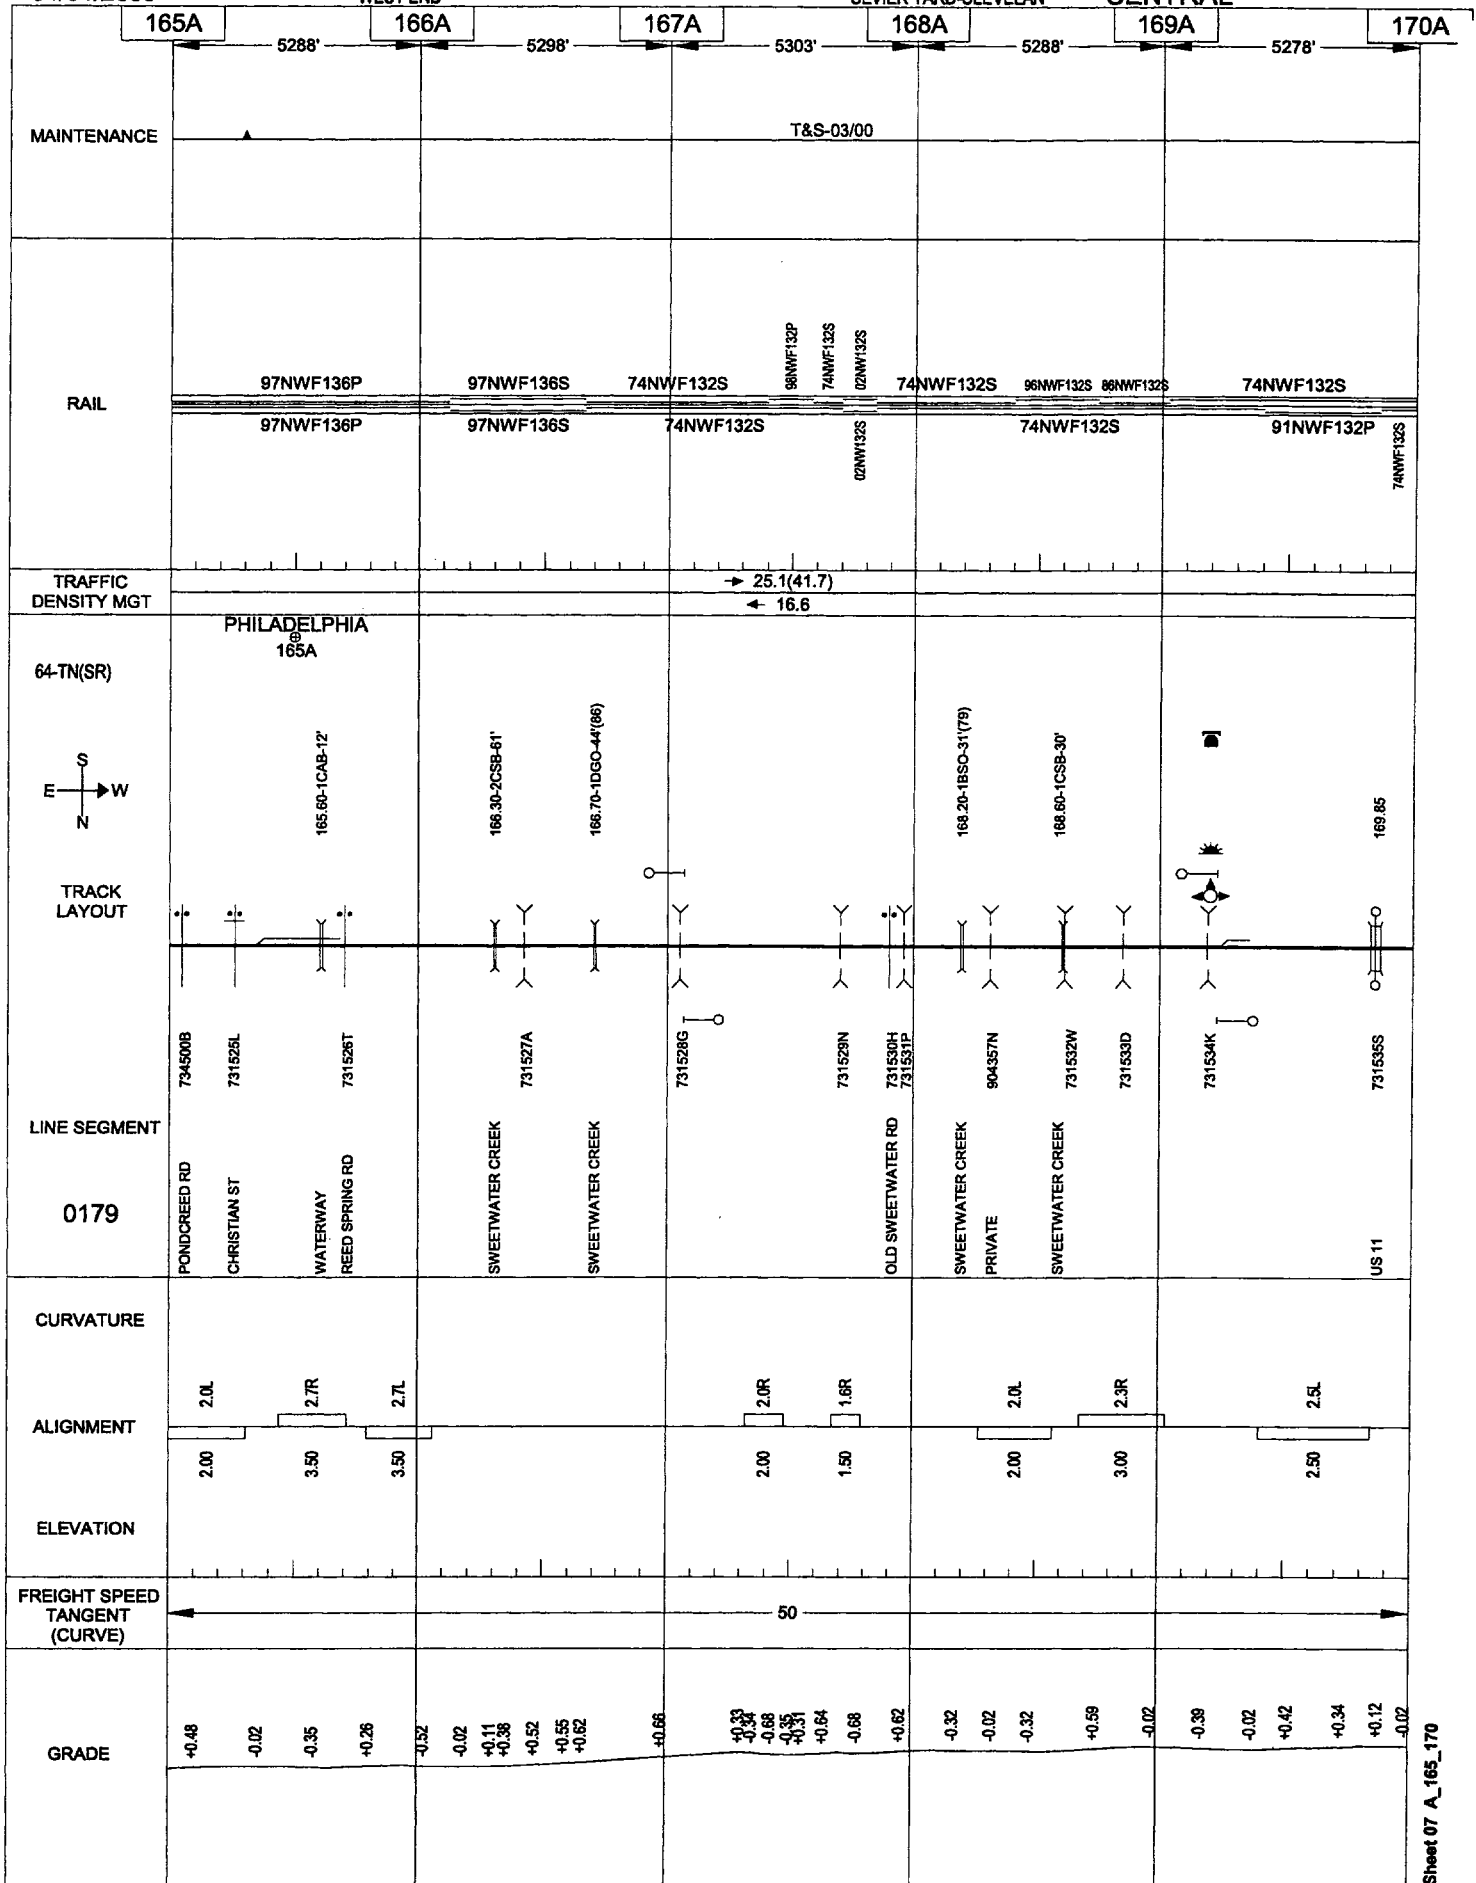 WEST END
CENTRAL
165A 166A 167A 168A 169A 170A
5288' 5298' 5303' 5288' 5278'
MAINTENANCE
T&S-03/00
98NWF132P 74NWF132S 02NW132S
97NWF136P 97NWF136S 74NWF132S 74NWF132S 96NWF132S 86NWF132S 74NWF132S
RAIL
97NWF136P 97NWF136S 74NWF132S 74NWF132S 91NWF132P
02NW132S 74NWF132S
TRAFFIC
DENSITY MGT
25.1(41.7)
16.6
PHILADELPHIA
165A
64-TN(SR)
S
E W
N
165.60-1CAB-12' 166.30-2CSB-61' 166.70-1DGO-44'(86) 168.20-1BSO-31'(79) 168.60-1CSB-30' 169.85
TRACK
LAYOUT
734500B 731525L 731526T 731527A 731528G 731529N 731530H 731531P 904357N 731532W 731533D 731534K 731535S
LINE SEGMENT
0179
PONDCREED RD CHRISTIAN ST WATERWAY REED SPRING RD SWEETWATER CREEK SWEETWATER CREEK OLD SWEETWATER RD SWEETWATER CREEK PRIVATE SWEETWATER CREEK US 11
CURVATURE
2.0L 2.7R 2.7L 2.0R 1.6R 2.0L 2.3R 2.5L
ALIGNMENT
2.00 3.50 3.50 2.00 1.50 2.00 3.00 2.50
ELEVATION
FREIGHT SPEED
TANGENT
(CURVE)
50
GRADE
+0.48 -0.02 -0.35 +0.26 -0.52 -0.02 +0.11 +0.38 +0.52 +0.55 +0.62 +0.66 +0.33 -0.34 -0.68 -0.35 +0.31 +0.64 -0.68 +0.62 -0.32 -0.02 -0.32 +0.59 -0.02 -0.39 -0.02 +0.42 +0.34 +0.12 -0.02
Sheet 07 A_165_170